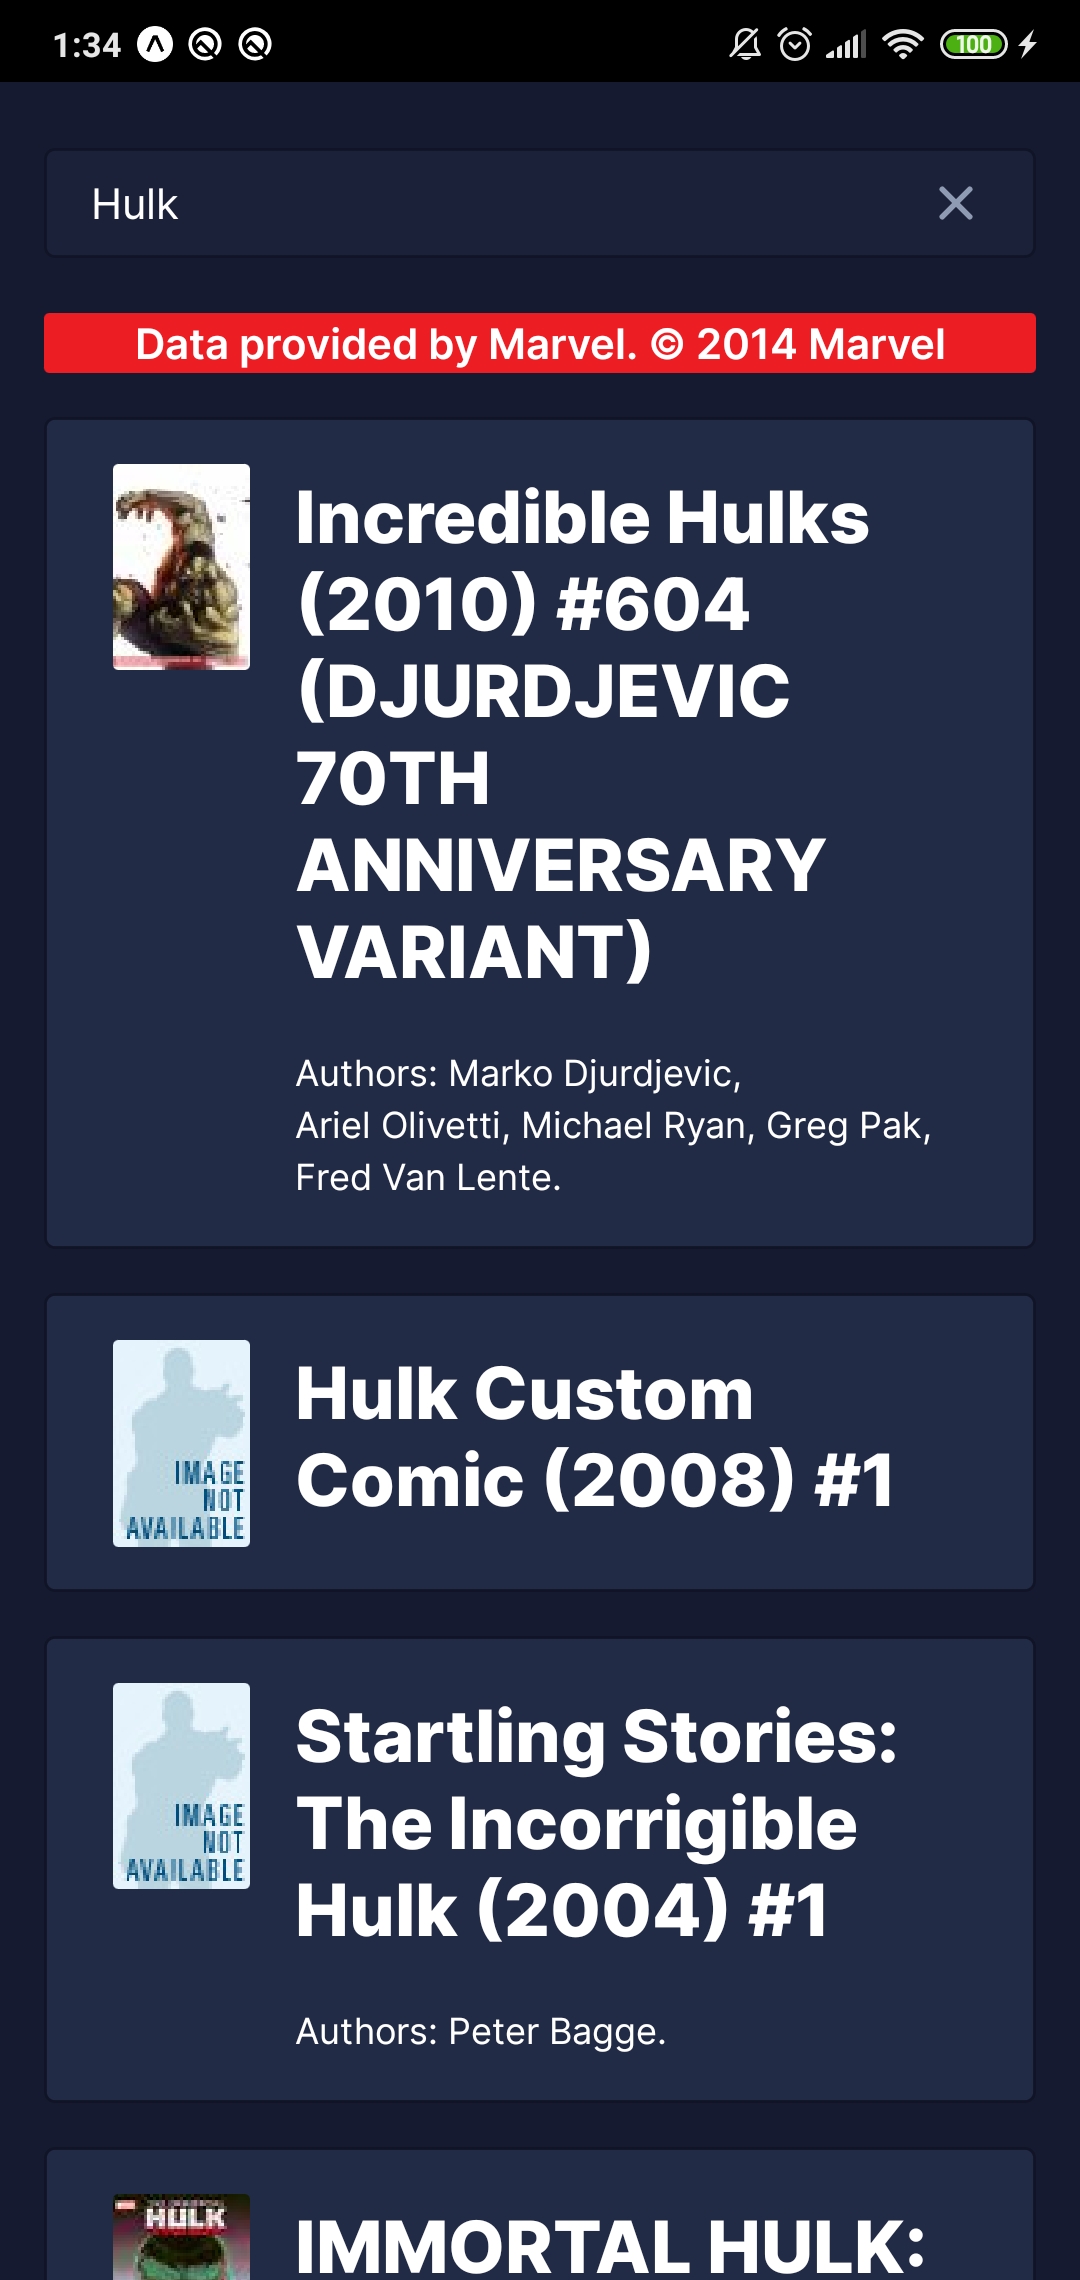 1:34
100
Hulk
Data provided by Marvel. © 2014 Marvel
Incredible Hulks
(2010) #604
(DJURDJEVIC
70TH
ANNIVERSARY
VARIANT)
Authors: Marko Djurdjevic,
Ariel Olivetti, Michael Ryan, Greg Pak,
Fred Van Lente.
IMAGE
NOT
AVAILABLE
Hulk Custom
Comic (2008) #1
IMAGE
NOT
AVAILABLE
Startling Stories:
The Incorrigible
Hulk (2004) #1
Authors: Peter Bagge.
HULK
IMMORTAL HULK: